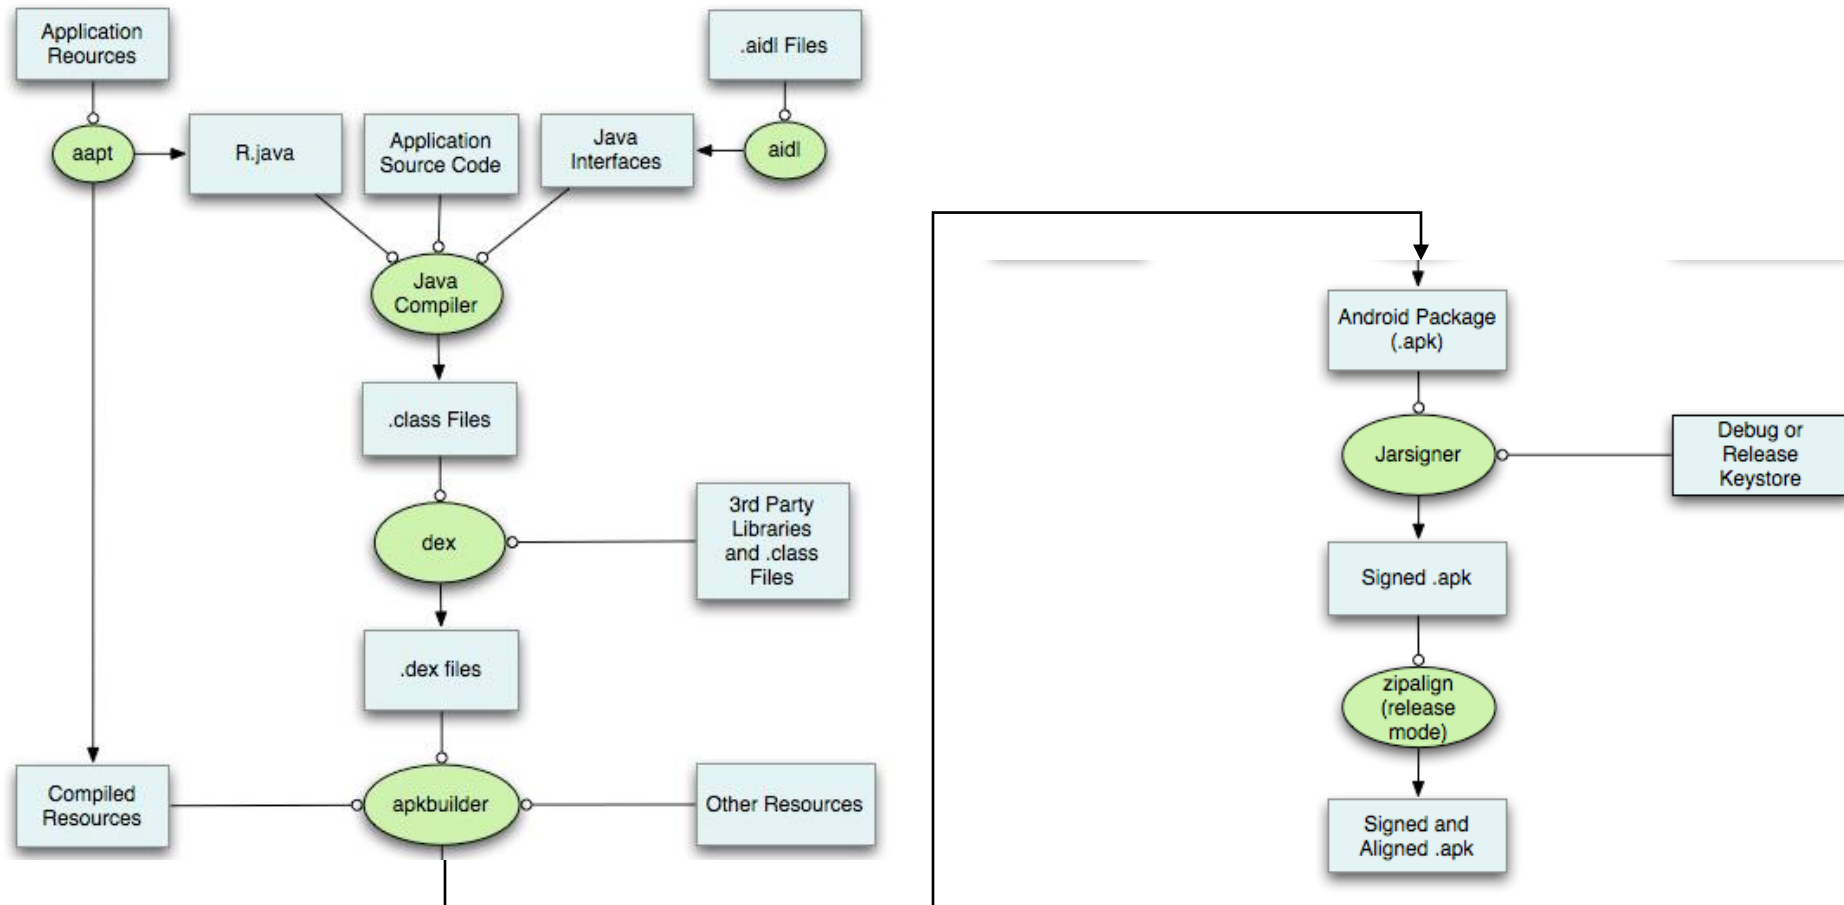 Application
Reources
.aidl Files
aapt
R.java
Application
Source Code
Java
Interfaces
aidl
Java
Compiler
.class Files
dex
3rd Party
Libraries
and .class
Files
.dex files
Compiled
Resources
apkbuilder
Other Resources
Android Package
(.apk)
Jarsigner
Debug or
Release
Keystore
Signed .apk
zipalign
(release
mode)
Signed and
Aligned .apk